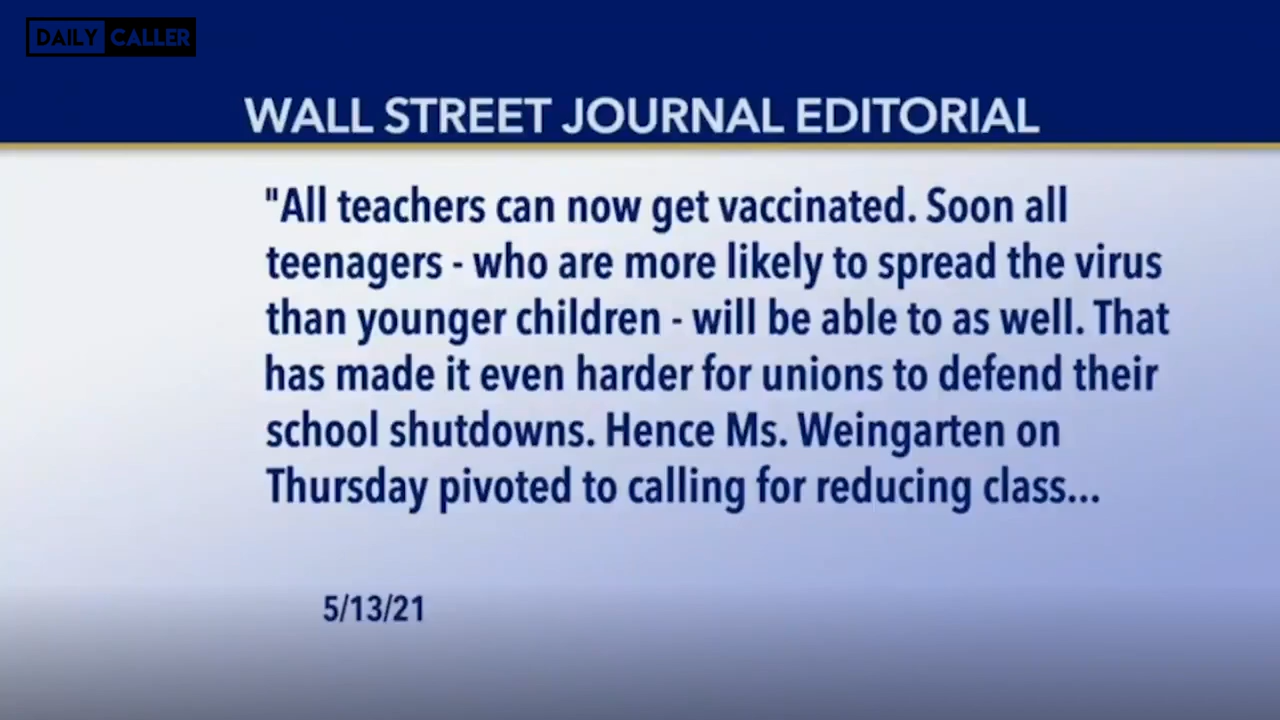 DAILY CALLER
WALL STREET JOURNAL EDITORIAL
"All teachers can now get vaccinated. Soon all
teenagers - who are more likely to spread the virus
than younger children - will be able to as well. That
has made it even harder for unions to defend their
school shutdowns. Hence Ms. Weingarten on
Thursday pivoted to calling for reducing class...
5/13/21